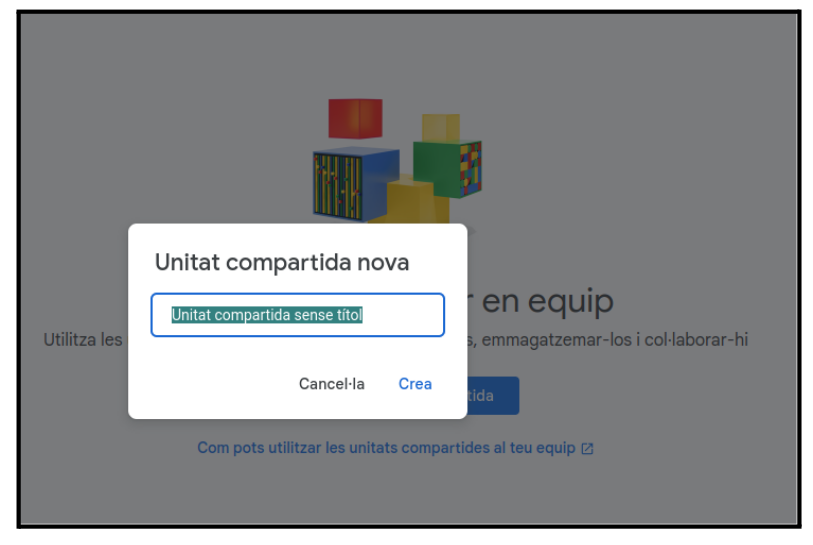 Unitat compartida nova
Unitat compartida sense títol
r en equip
Utilitza les s, emmagatzemar-los i col·laborar-hi
Cancel·la Crea
tida
Com pots utilitzar les unitats compartides al teu equip